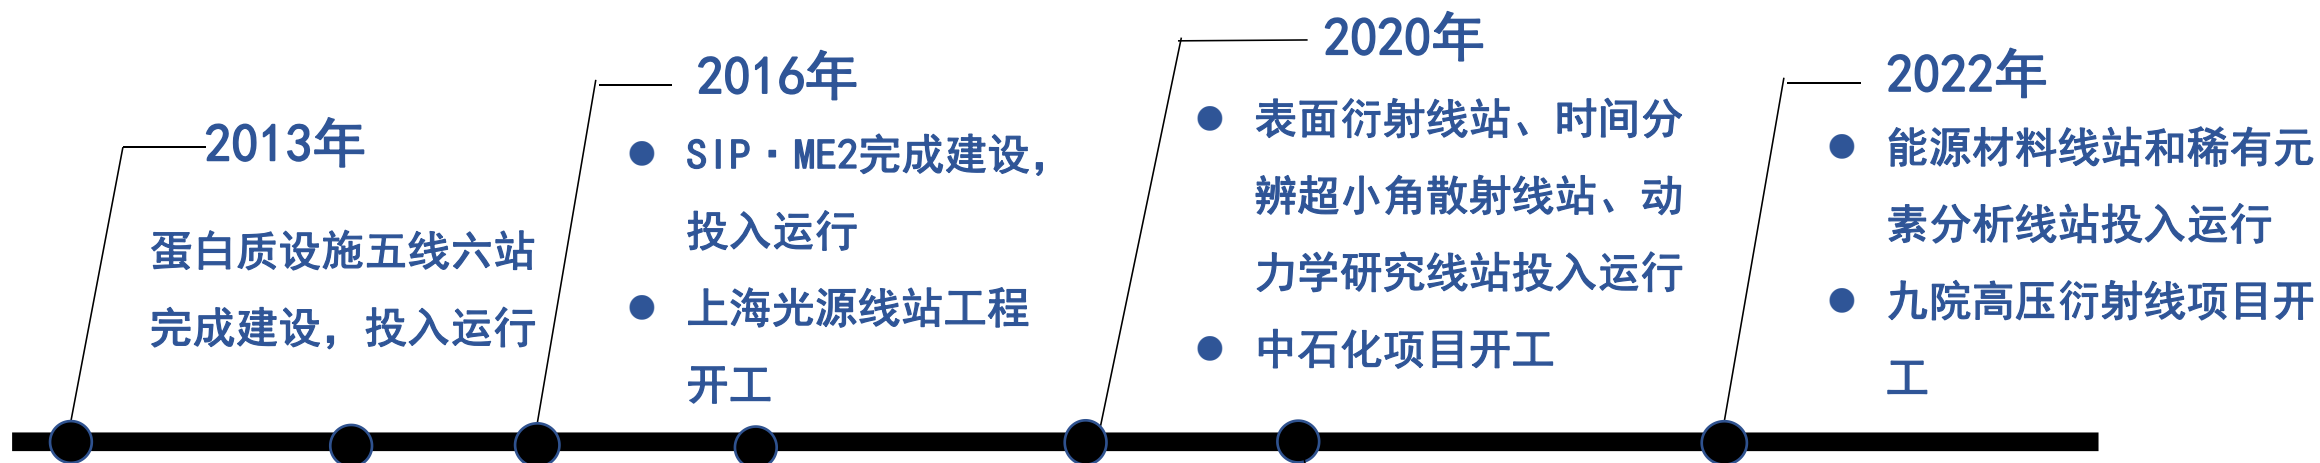 2013年
蛋白质设施五线六站
完成建设，投入运行
2016年
SIP·ME2完成建设，
投入运行
上海光源线站工程
开工
2020年
表面衍射线站、时间分
辨超小角散射线站、动
力学研究线站投入运行
中石化项目开工
2022年
能源材料线站和稀有元
素分析线站投入运行
九院高压衍射线项目开
工